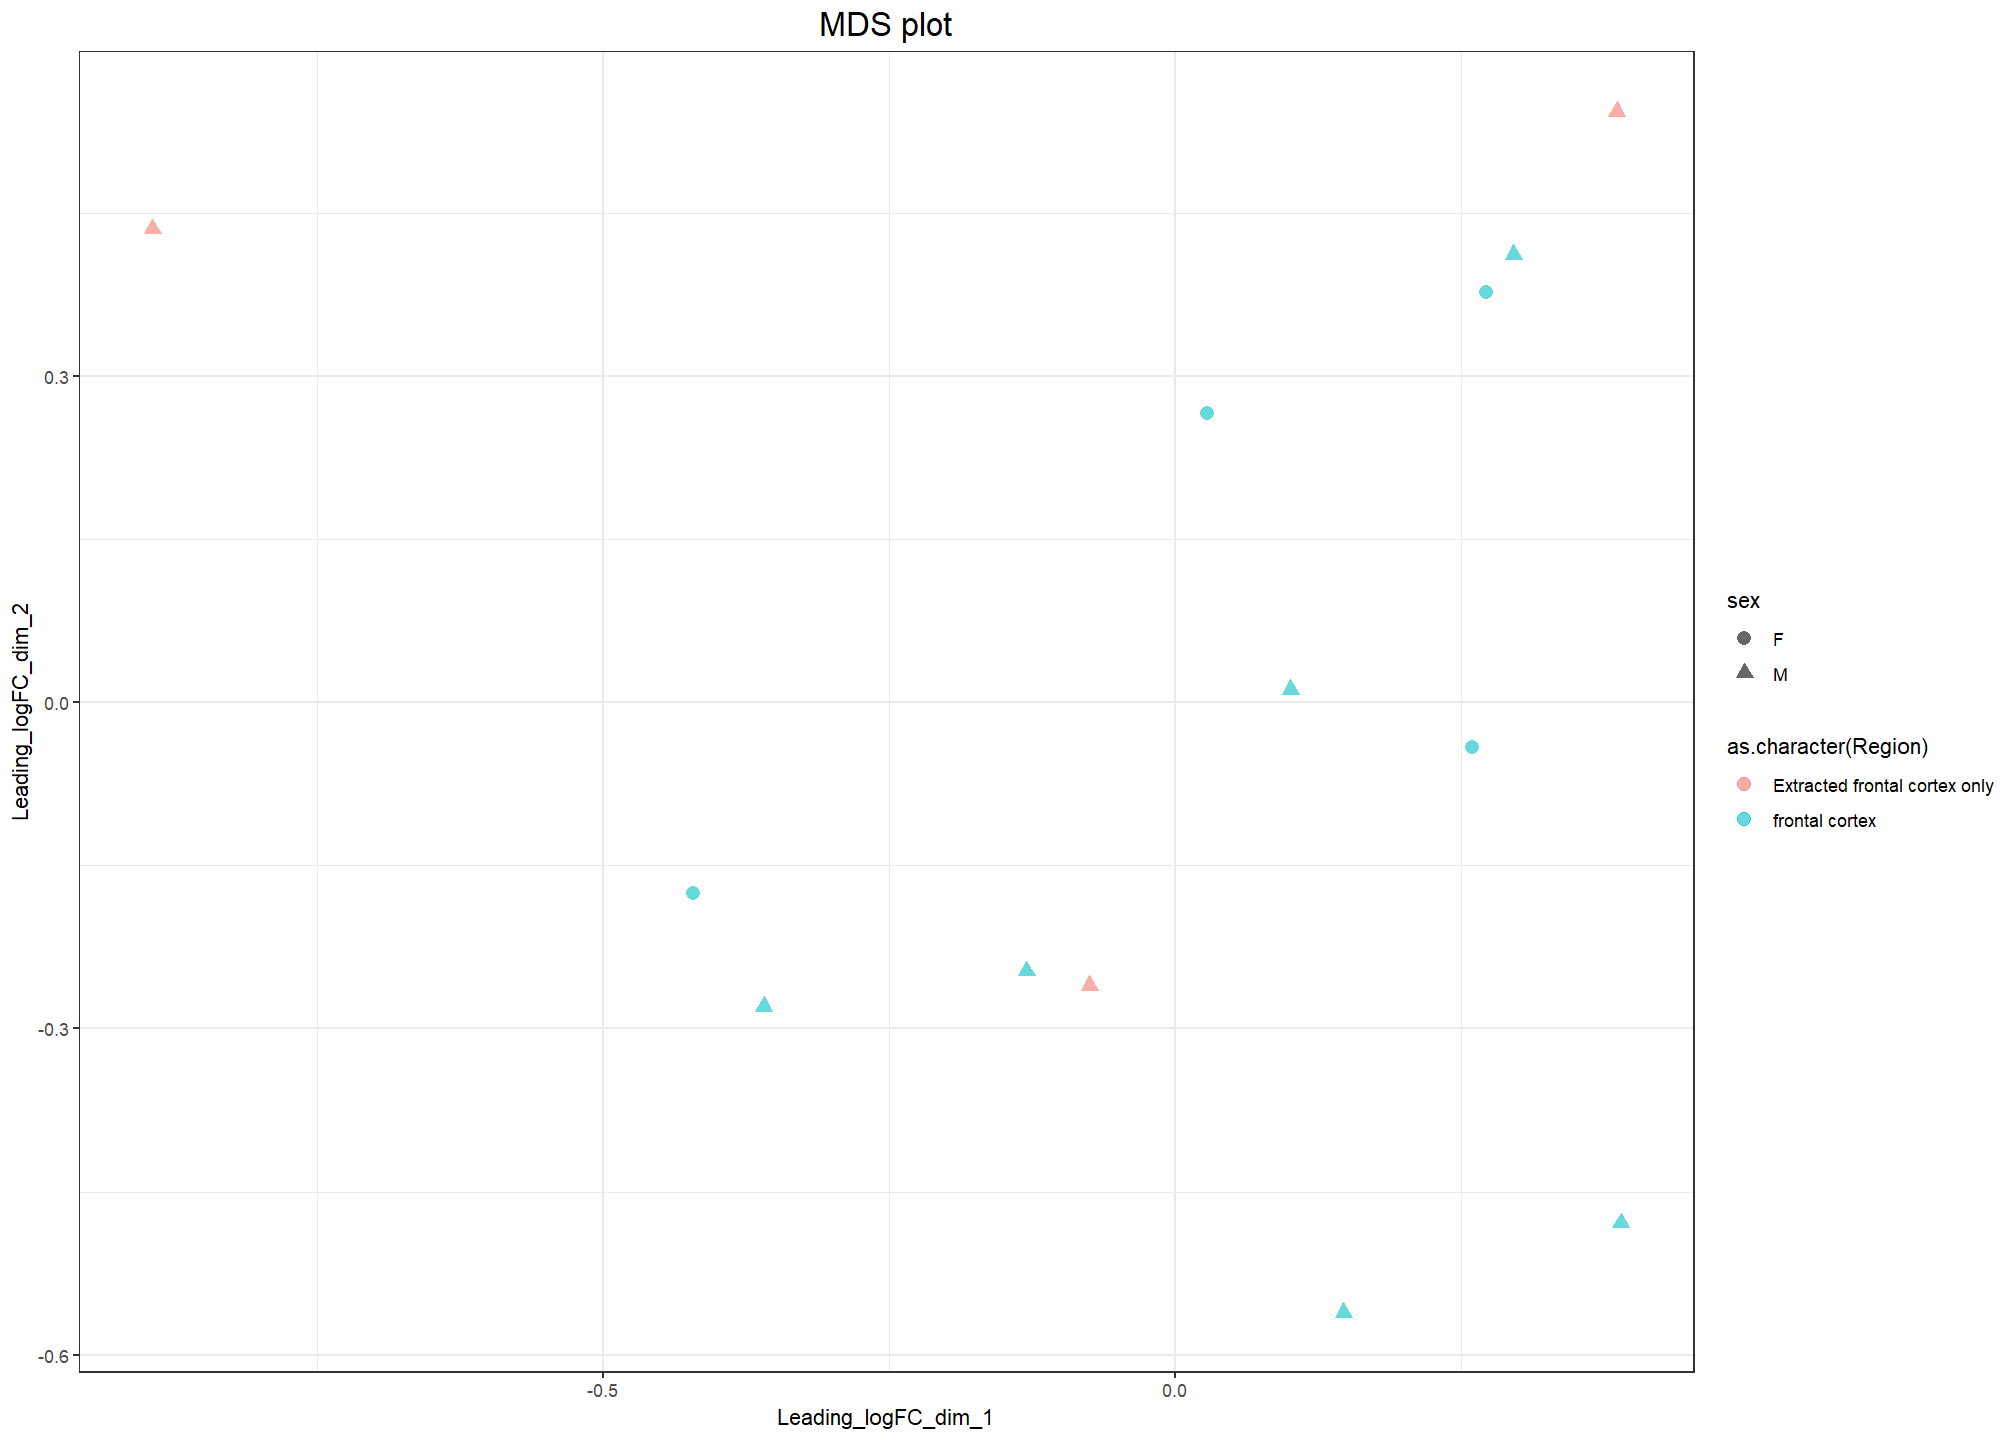 MDS plot
Leading_logFC_dim_2
0.3
0.0
-0.3
-0.6
-0.5
0.0
Leading_logFC_dim_1
sex
F
M
as.character(Region)
Extracted frontal cortex only
frontal cortex